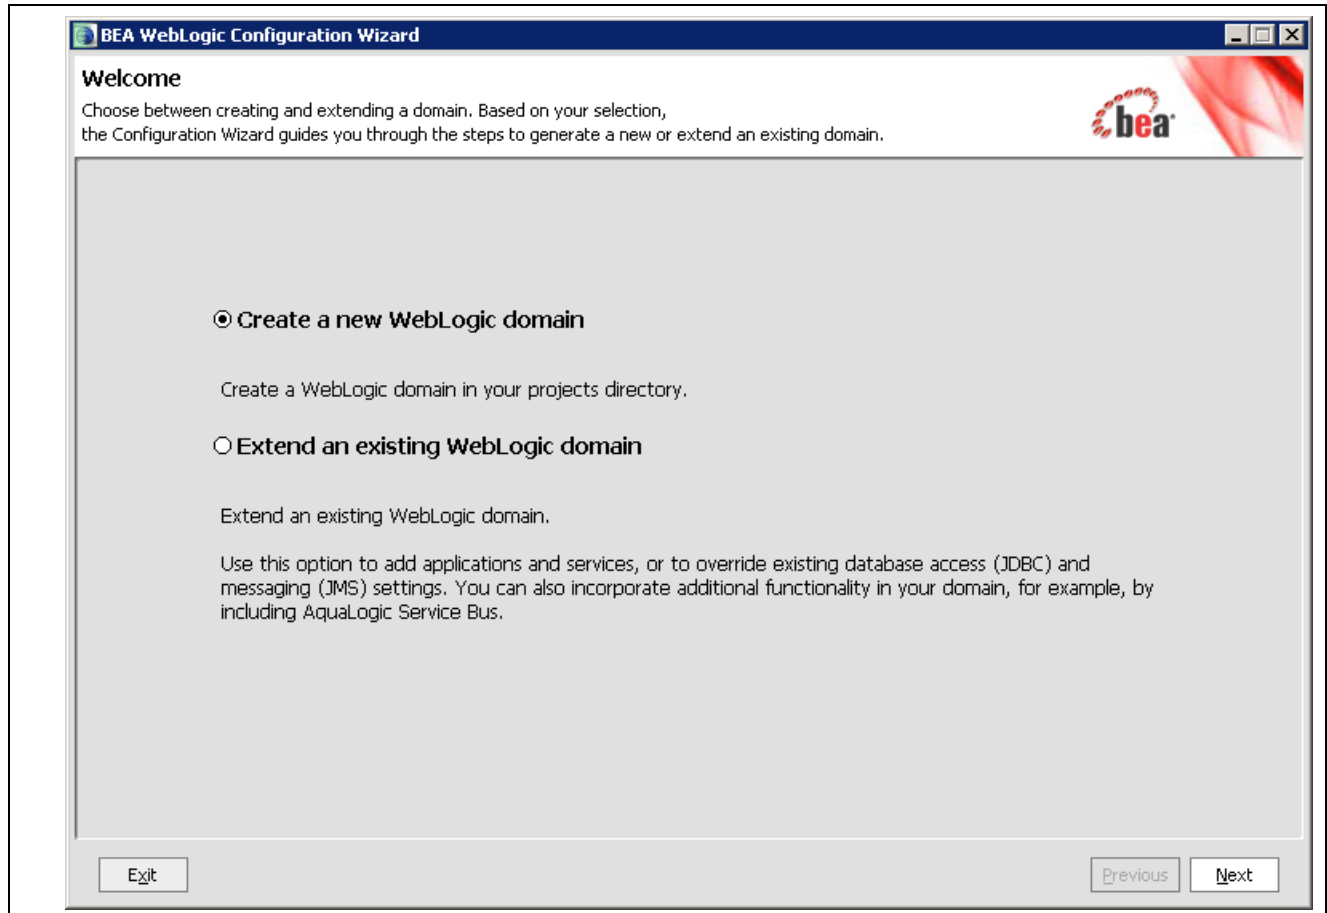 BEA WebLogic Configuration Wizard
Welcome
Choose between creating and extending a domain. Based on your selection,
the Configuration Wizard guides you through the steps to generate a new or extend an existing domain.
bea
Create a new WebLogic domain
Create a WebLogic domain in your projects directory.
Extend an existing WebLogic domain
Extend an existing WebLogic domain.
Use this option to add applications and services, or to override existing database access (JDBC) and
messaging (JMS) settings. You can also incorporate additional functionality in your domain, for example, by
including AquaLogic Service Bus.
Exit
Previous
Next